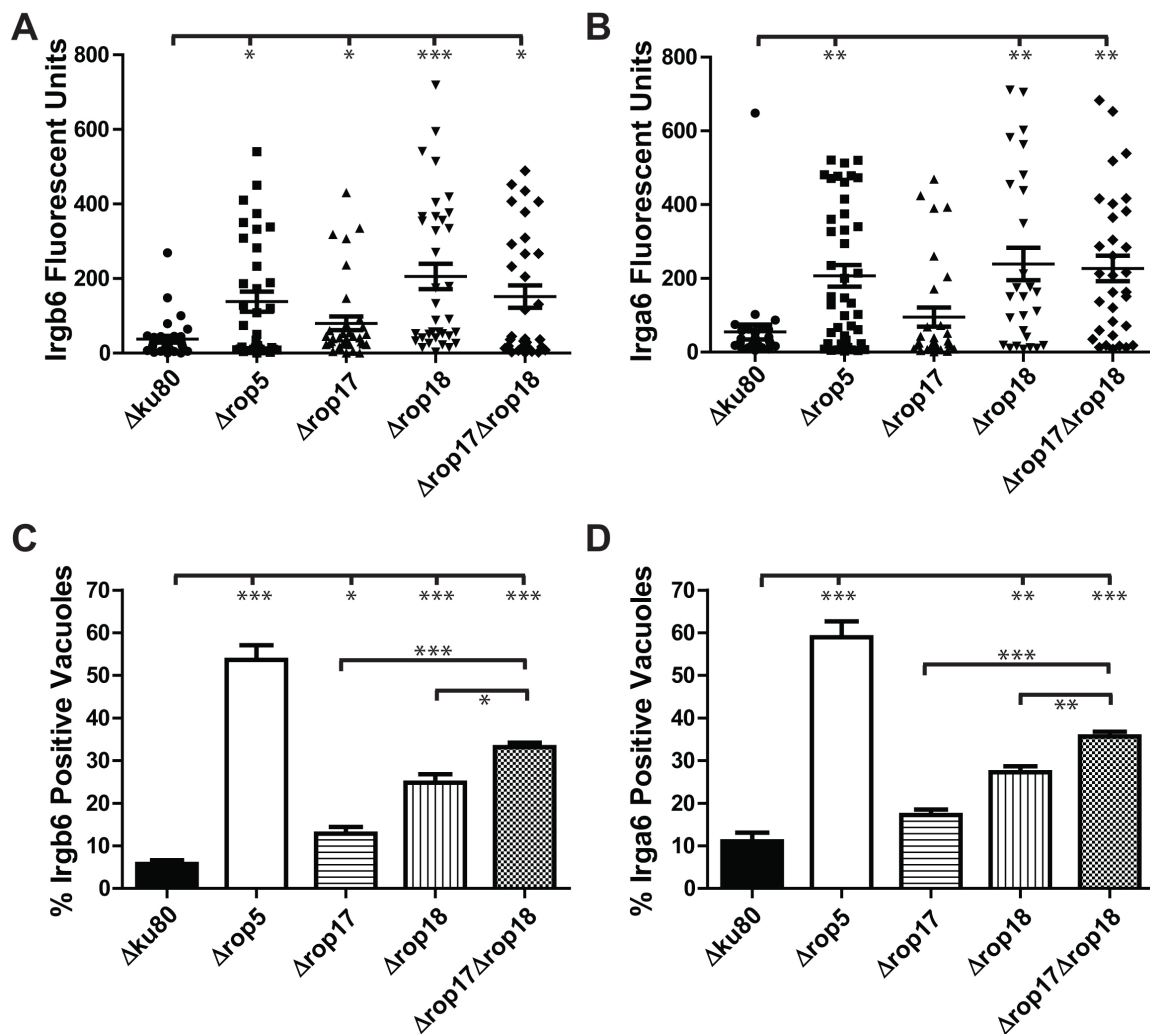 A
Irgb6 Fluorescent Units
800
600
400
200
0
* * *** *
Δku80
Δrop5
Δrop17
Δrop18
Δrop17Δrop18
B
Irga6 Fluorescent Units
800
600
400
200
0
** ** **
Δku80
Δrop5
Δrop17
Δrop18
Δrop17Δrop18
C
% Irgb6 Positive Vacuoles
70
60
50
40
30
20
10
0
*** * *** ***
***
*
Δku80
Δrop5
Δrop17
Δrop18
Δrop17Δrop18
D
% Irga6 Positive Vacuoles
70
60
50
40
30
20
10
0
*** ** ***
***
**
Δku80
Δrop5
Δrop17
Δrop18
Δrop17Δrop18